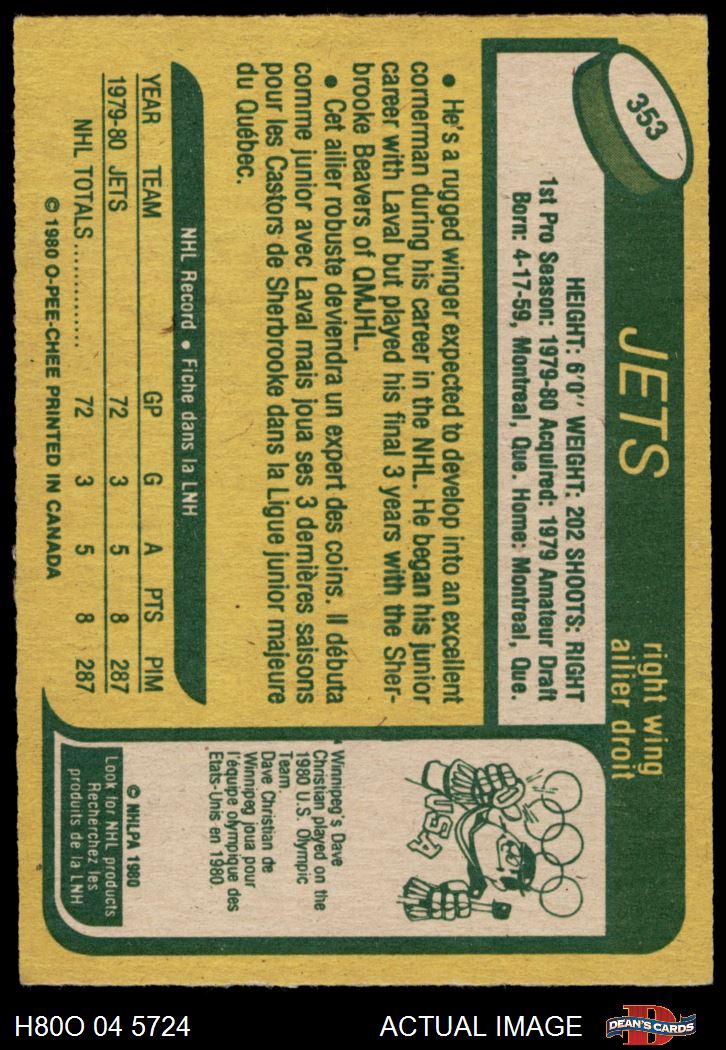 353
JETS
right wing
ailier droit
HEIGHT: 6'0'' WEIGHT: 202 SHOOTS: RIGHT
1st Pro Season: 1979-80 Acquired: 1979 Amateur Draft
Born: 4-17-59, Montreal, Que. Home: Montreal, Que.
• He's a rugged winger expected to develop into an excellent
cornerman during his career in the NHL. He began his junior
career with Laval but played his final 3 years with the Sher-
brooke Beavers of QMJHL.
• Cet ailier robuste deviendra un expert des coins. Il débuta
comme junior avec Laval mais joua ses 3 dernières saisons
pour les Castors de Sherbrooke dans la Ligue junior majeure
du Québec.
NHL Record • Fiche dans la LNH
YEAR TEAM GP G A PTS PIM
1979-80 JETS 72 3 5 8 287
NHL TOTALS .............. 72 3 5 8 287
© 1980 O-PEE-CHEE PRINTED IN CANADA
USA
Winnipeg's Dave
Christian played on the
1980 U.S. Olympic
Team.
Dave Christian de
Winnipeg joua pour
l'équipe olympique des
Etats-Unis en 1980.
© NHLPA 1980
Look for NHL products
Recherchez les
produits de la LNH
H80O 04 5724
ACTUAL IMAGE
DEAN'S CARDS